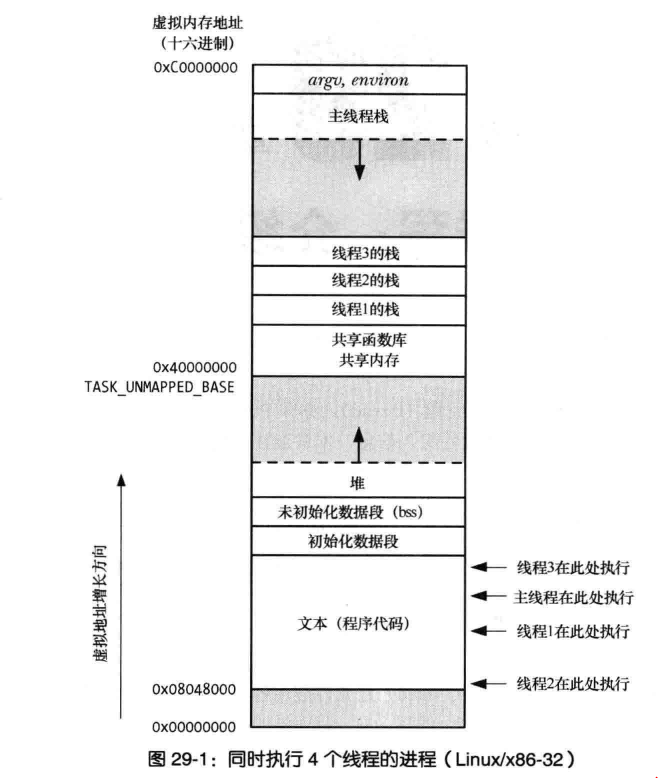 虚拟内存地址
（十六进制）
0xC0000000
argv, environ
主线程栈
线程3的栈
线程2的栈
线程1的栈
共享函数库
共享内存
0x40000000
TASK_UNMAPPED_BASE
堆
未初始化数据段（bss）
初始化数据段
虚拟地址增长方向
文本（程序代码）
线程3在此处执行
主线程在此处执行
线程1在此处执行
线程2在此处执行
0x08048000
0x00000000
图 29-1：同时执行 4 个线程的进程（Linux/x86-32）